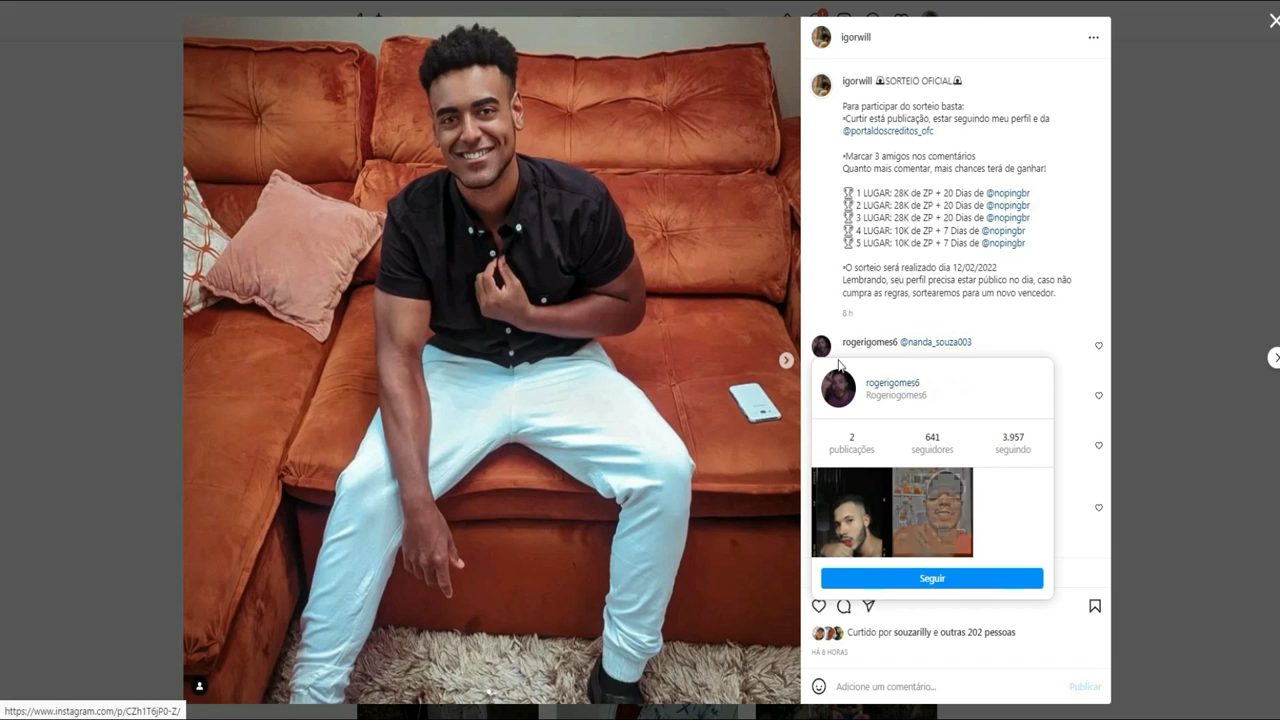 igorwill
igorwill SORTEIO OFICIAL
Para participar do sorteio basta:
•Curtir está publicação, estar seguindo meu perfil e da
@portaldoscreditos_ofc
•Marcar 3 amigos nos comentários
Quanto mais comentar, mais chances terá de ganhar!
1 LUGAR: 28K de ZP + 20 Dias de @nopingbr
2 LUGAR: 28K de ZP + 20 Dias de @nopingbr
3 LUGAR: 28K de ZP + 20 Dias de @nopingbr
4 LUGAR: 10K de ZP + 7 Dias de @nopingbr
5 LUGAR: 10K de ZP + 7 Dias de @nopingbr
•O sorteio será realizado dia 12/02/2022
Lembrando, seu perfil precisa estar público no dia, caso não
cumpra as regras, sortearemos para um novo vencedor.
8 h
rogerigomes6 @nanda_souza003
rogerigomes6
Rogeriogomes6
2 641 3.957
publicações seguidores seguindo
Seguir
Curtido por souzarilly e outras 202 pessoas
HÁ 8 HORAS
Adicione um comentário...
Publicar
https://www.instagram.com/p/CZh1T6jP0-Z/